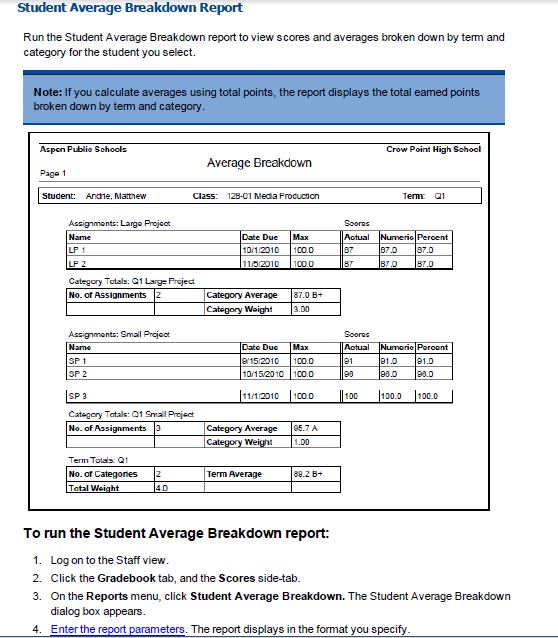 Student Average Breakdown Report
Run the Student Average Breakdown report to view scores and averages broken down by term and
category for the student you select.
Note: If you calculate averages using total points, the report displays the total earned points
broken down by term and category.
Aspen Public Schools Crow Point High School
Average Breakdown
Page 1
Student: Andrie, Matthew Class: 128-01 Media Production Term: Q1
Assignments: Large Project Scores
Name Date Due Max Actual Numeric Percent
LP 1 10/1/2010 100.0 87 87.0 87.0
LP 2 11/5/2010 100.0 87 87.0 87.0
Category Totals: Q1 Large Project
No. of Assignments 2 Category Average 87.0 B+
Category Weight 3.00
Assignments: Small Project Scores
Name Date Due Max Actual Numeric Percent
SP 1 9/15/2010 100.0 91 91.0 91.0
SP 2 10/15/2010 100.0 96 96.0 96.0
SP 3 11/1/2010 100.0 100 100.0 100.0
Category Totals: Q1 Small Project
No. of Assignments 3 Category Average 95.7 A
Category Weight 1.00
Term Totals: Q1
No. of Categories 2 Term Average 89.2 B+
Total Weight 4.0
To run the Student Average Breakdown report:
1. Log on to the Staff view.
2. Click the Gradebook tab, and the Scores side-tab.
3. On the Reports menu, click Student Average Breakdown. The Student Average Breakdown
dialog box appears.
4. Enter the report parameters. The report displays in the format you specify.